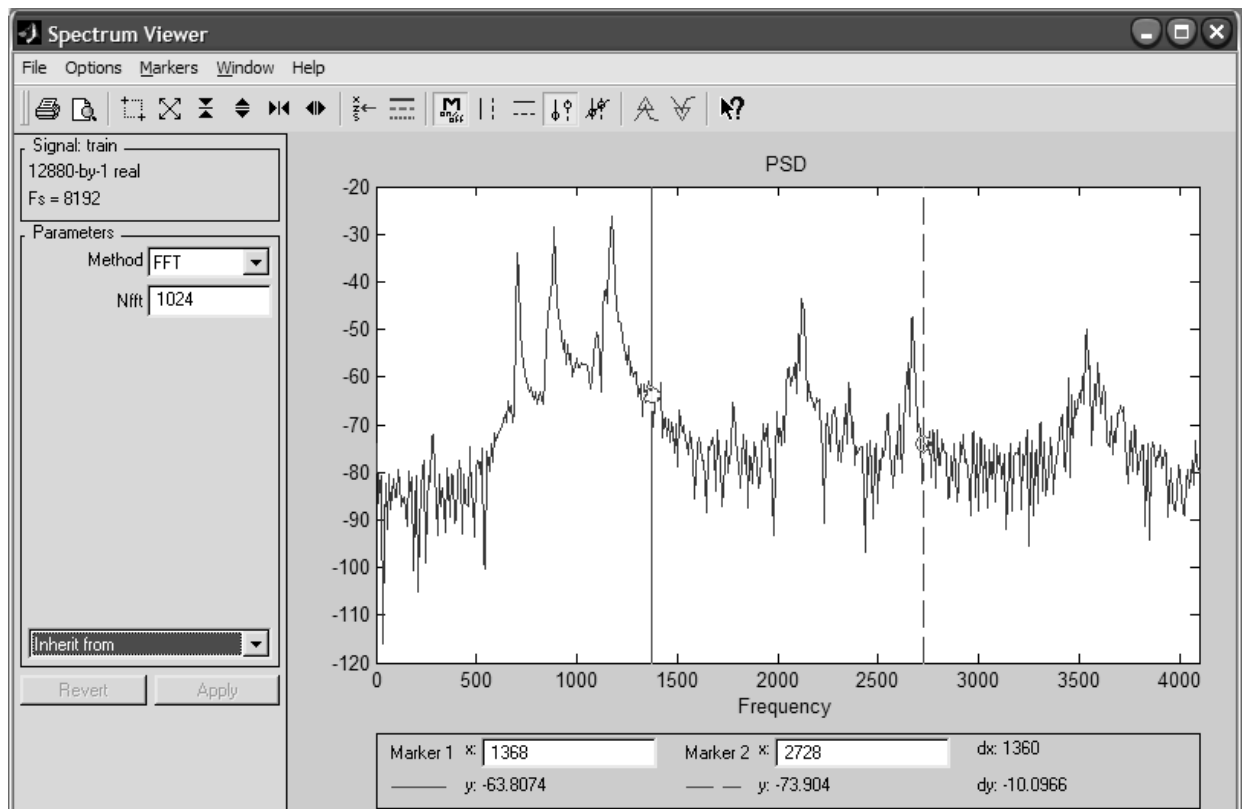 Spectrum Viewer
File Options Markers Window Help
M
on/off
Signal: train
12880-by-1 real
Fs = 8192
Parameters
Method FFT
Nfft 1024
Inherit from
Revert Apply
PSD
-20
-30
-40
-50
-60
-70
-80
-90
-100
-110
-120
0 500 1000 1500 2000 2500 3000 3500 4000
Frequency
Marker 1 x: 1368 Marker 2 x: 2728 dx: 1360
y: -63.8074 y: -73.904 dy: -10.0966